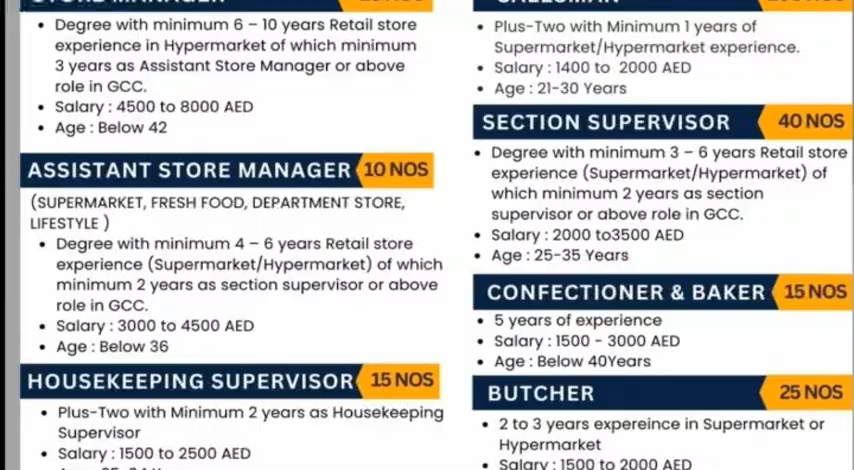 STORE MANAGER
• Degree with minimum 6 – 10 years Retail store
experience in Hypermarket of which minimum
3 years as Assistant Store Manager or above
role in GCC.
• Salary : 4500 to 8000 AED
• Age : Below 42
ASSISTANT STORE MANAGER 10 NOS
(SUPERMARKET, FRESH FOOD, DEPARTMENT STORE,
LIFESTYLE )
• Degree with minimum 4 – 6 years Retail store
experience (Supermarket/Hypermarket) of which
minimum 2 years as section supervisor or above
role in GCC.
• Salary : 3000 to 4500 AED
• Age : Below 36
HOUSEKEEPING SUPERVISOR 15 NOS
• Plus-Two with Minimum 2 years as Housekeeping
Supervisor
• Salary : 1500 to 2500 AED
SALESMAN
• Plus-Two with Minimum 1 years of
Supermarket/Hypermarket experience.
• Salary : 1400 to 2000 AED
• Age : 21-30 Years
SECTION SUPERVISOR 40 NOS
• Degree with minimum 3 – 6 years Retail store
experience (Supermarket/Hypermarket) of
which minimum 2 years as section
supervisor or above role in GCC.
• Salary : 2000 to3500 AED
• Age : 25-35 Years
CONFECTIONER & BAKER 15 NOS
• 5 years of experience
• Salary : 1500 - 3000 AED
• Age : Below 40Years
BUTCHER 25 NOS
• 2 to 3 years expereince in Supermarket or
Hypermarket
• Salary : 1500 to 2000 AED